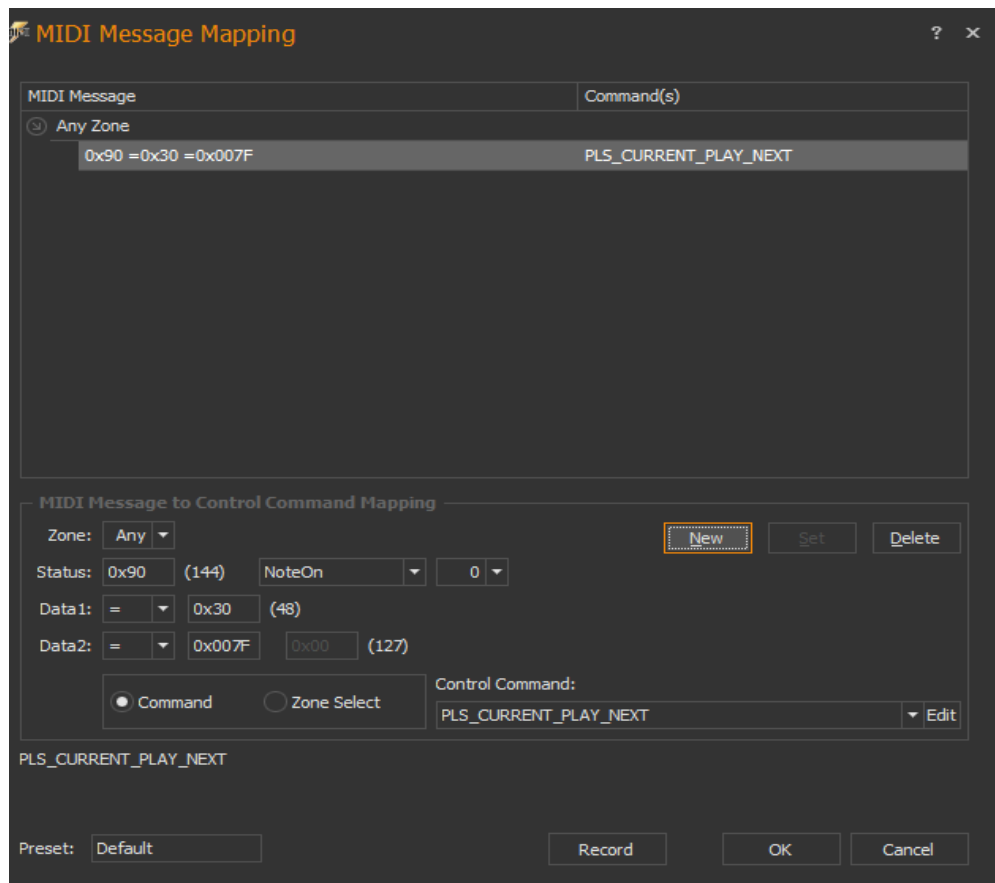 MIDI Message Mapping ? ×
MIDI Message Command(s)
Any Zone
0x90 =0x30 =0x007F PLS_CURRENT_PLAY_NEXT
MIDI Message to Control Command Mapping
Zone: Any New Set Delete
Status: 0x90 (144) NoteOn 0
Data1: = 0x30 (48)
Data2: = 0x007F 0x00 (127)
Control Command:
Command Zone Select PLS_CURRENT_PLAY_NEXT Edit
PLS_CURRENT_PLAY_NEXT
Preset: Default Record OK Cancel